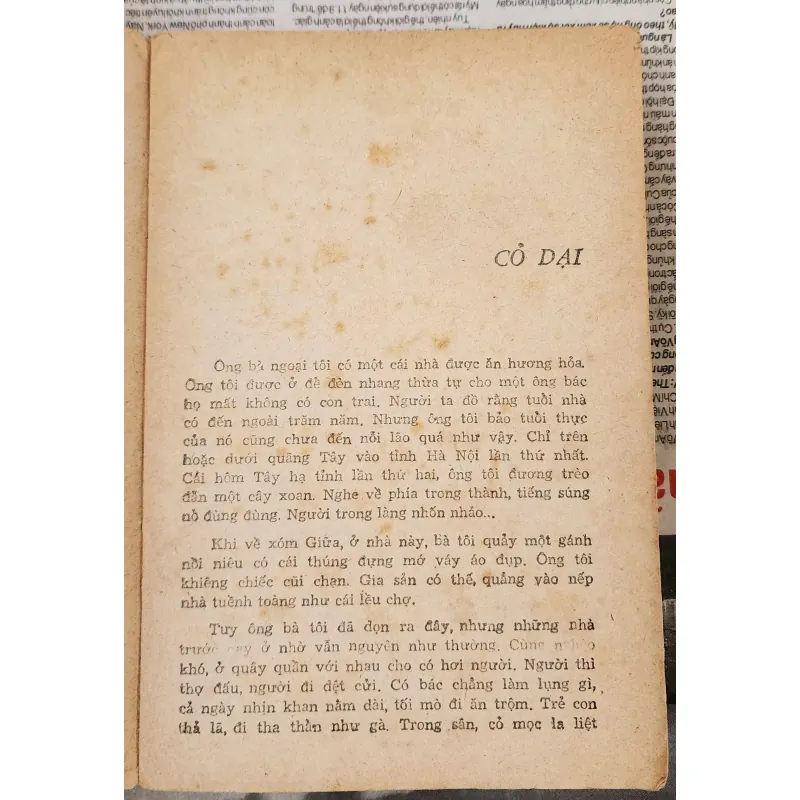 CỎ DẠI
Ông bà ngoại tôi có một cái nhà được ăn hương hỏa.
Ông tôi được ở để đèn nhang thừa tự cho một ông bác
họ mất không có con trai. Người ta đồ rằng tuổi nhà
có đến ngoài trăm năm. Nhưng ông tôi bảo tuổi thực
của nó cũng chưa đến nỗi lão quá như vậy. Chỉ trên
hoặc dưới quãng Tây vào tỉnh Hà Nội lần thứ nhất.
Cái hôm Tây hạ tỉnh lần thứ hai, ông tôi đương trèo
đẵn một cây xoan. Nghe về phía trong thành, tiếng súng
nổ đùng đùng. Người trong làng nhốn nháo...
Khi về xóm Giữa, ở nhà này, bà tôi quẩy một gánh
nồi niêu có cái thúng đựng mớ váy áo đụp. Ông tôi
khiêng chiếc cũi chạn. Gia sản có thế, quẳng vào nếp
nhà tuềnh toàng như cái lều chợ.
Tuy ông bà tôi đã dọn ra đây, nhưng những nhà
trước nay ở nhờ vẫn nguyên như thường. Cùng nghèo
khó, ở quây quần với nhau cho có hơi người. Người thì
thợ đấu, người đi dệt cửi. Có bác chẳng làm lụng gì,
cả ngày nhịn khan nằm dài, tối mò đi ăn trộm. Trẻ con
thả lã, đi tha thẩn như gà. Trong sân, cỏ mọc la liệt